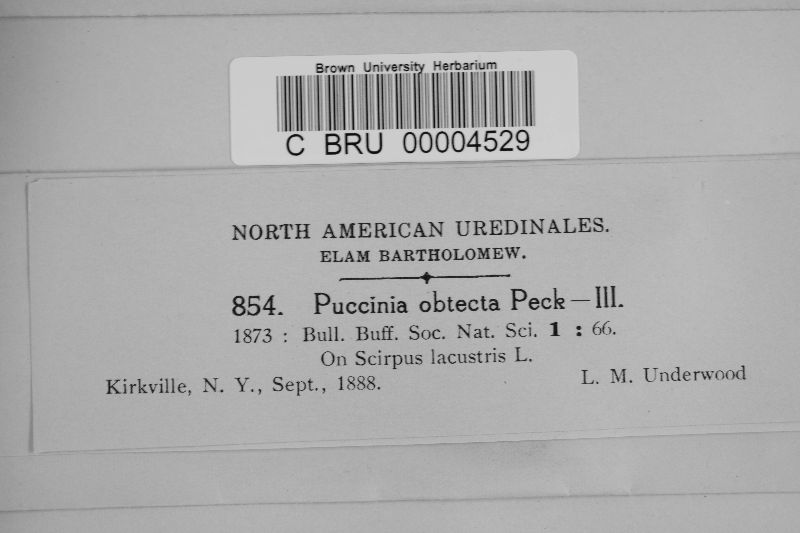 Brown University Herbarium
C BRU 00004529
NORTH AMERICAN UREDINALES.
ELAM BARTHOLOMEW.
854. Puccinia obtecta Peck—III.
1873 : Bull. Buff. Soc. Nat. Sci. 1 : 66.
On Scirpus lacustris L.
Kirkville, N. Y., Sept., 1888. L. M. Underwood